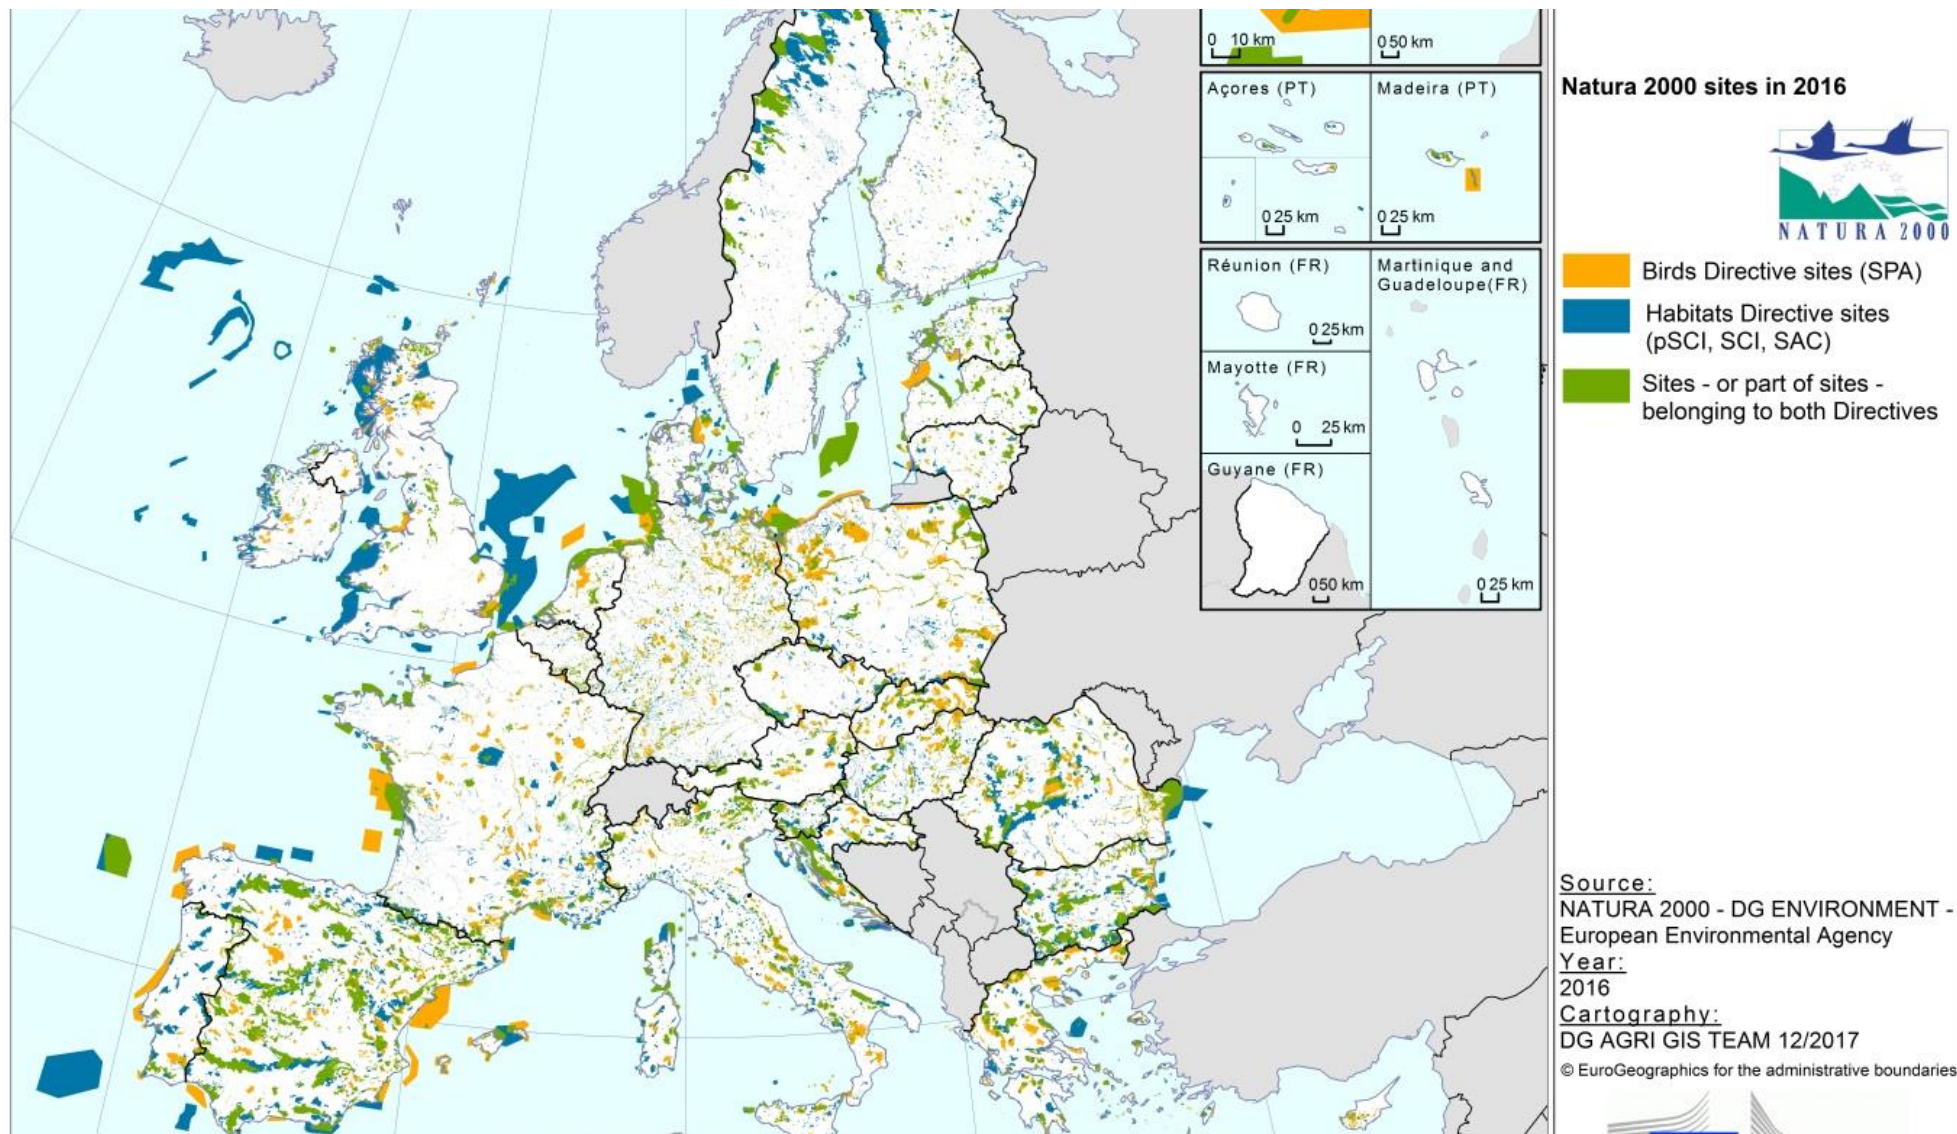 0 10 km
0 50 km
Açores (PT)
0 25 km
Madeira (PT)
0 25 km
Réunion (FR)
0 25 km
Martinique and
Guadeloupe(FR)
0 25 km
Mayotte (FR)
0 25 km
Guyane (FR)
0 50 km
Natura 2000 sites in 2016
NATURA 2000
Birds Directive sites (SPA)
Habitats Directive sites
(pSCI, SCI, SAC)
Sites - or part of sites -
belonging to both Directives
Source:
NATURA 2000 - DG ENVIRONMENT -
European Environmental Agency
Year:
2016
Cartography:
DG AGRI GIS TEAM 12/2017
© EuroGeographics for the administrative boundaries